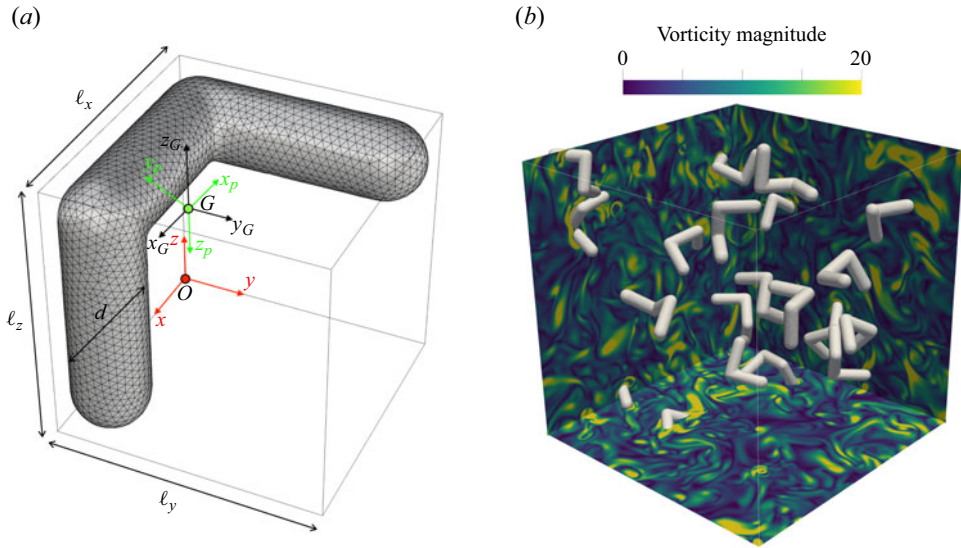 (a)
ℓx
zG
yp
xp
G
xG
yG
z
zp
O
y
x
d
ℓz
ℓy
(b)
Vorticity magnitude
0 20